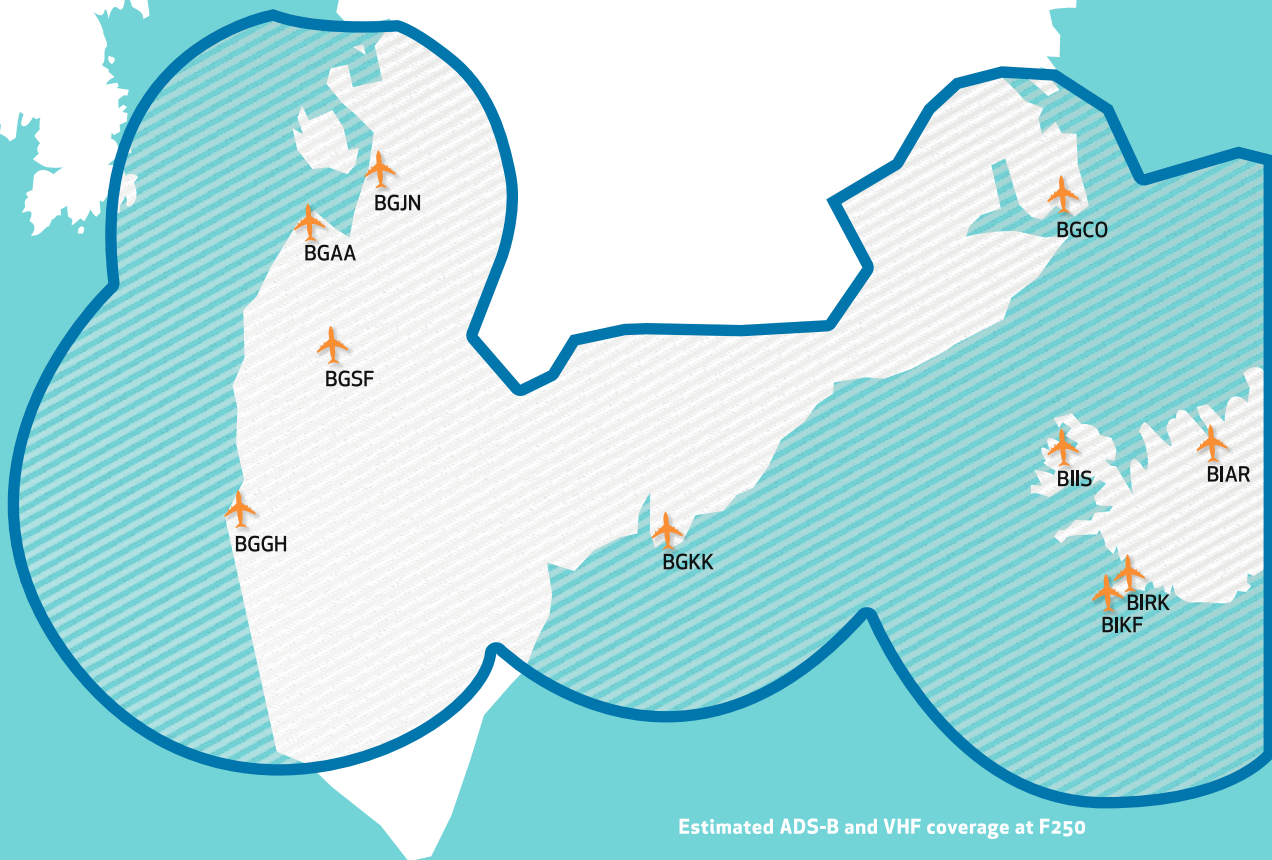 BGJN
BGCO
BGAA
BGSF
BIIS
BIAR
BGGH
BGKK
BIRK
BIKF
Estimated ADS-B and VHF coverage at F250